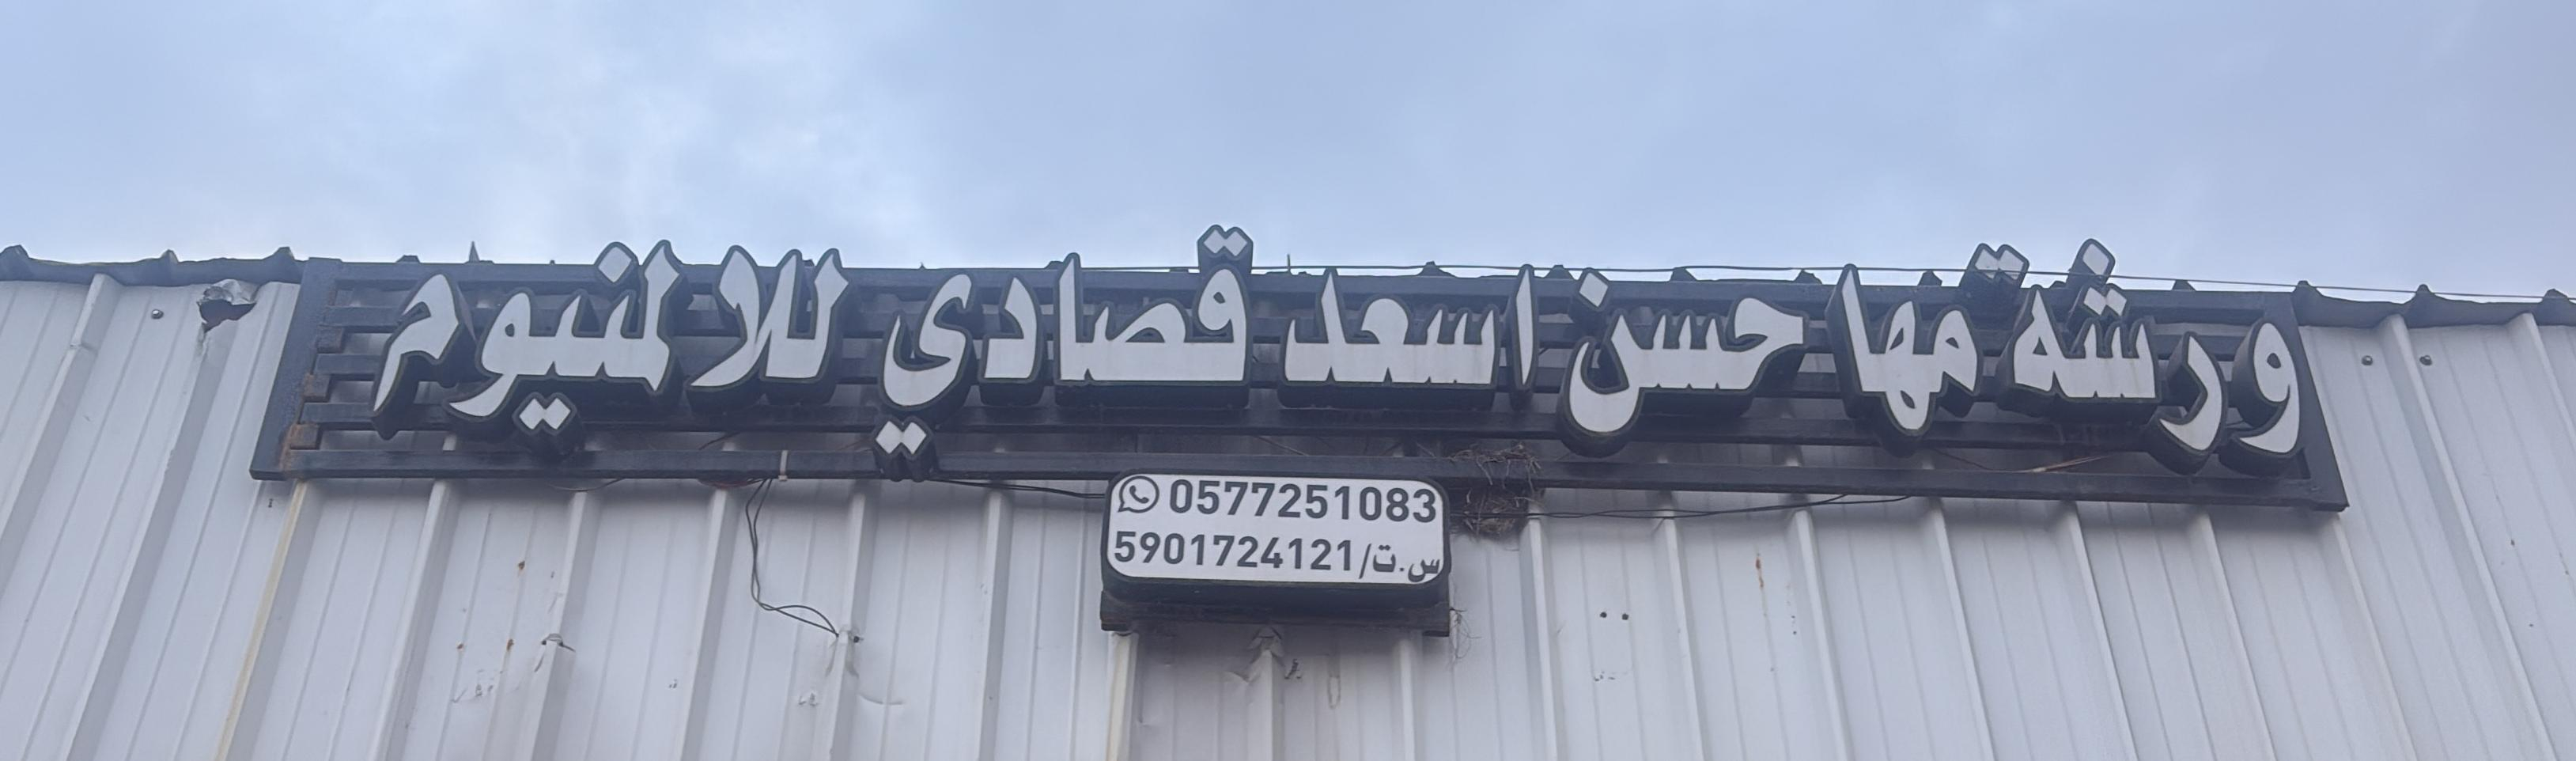 ورشة مها حسن اسعد قصادي للالمنيوم
0577251083
س.ت/5901724121